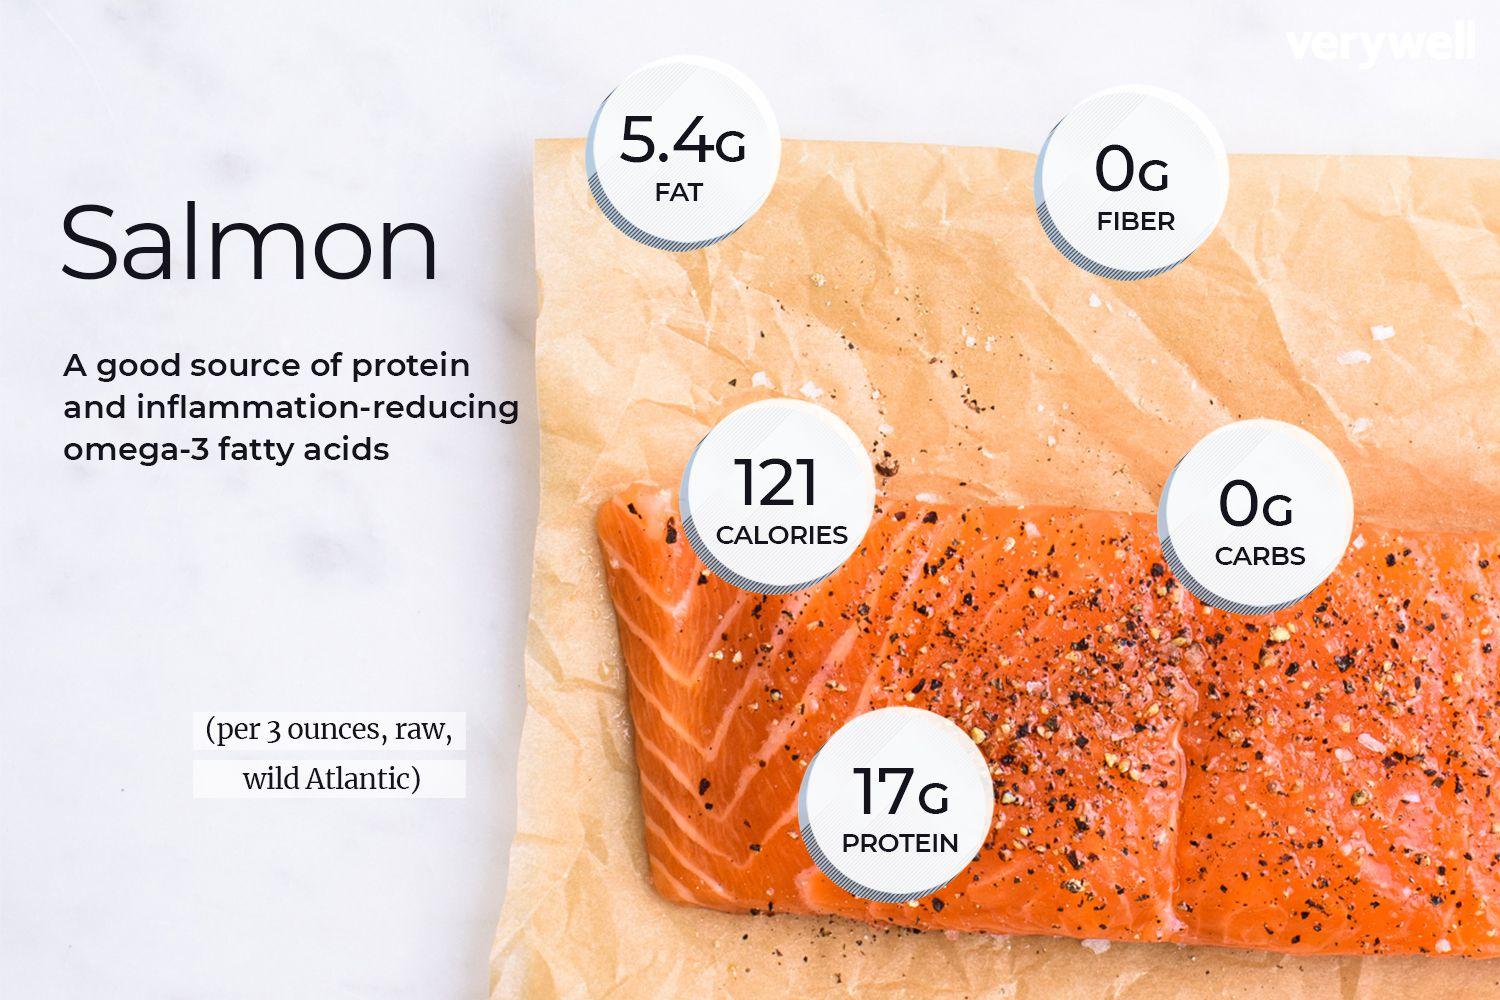 verywell
5.4G
FAT
0G
FIBER
Salmon
A good source of protein
and inflammation-reducing
omega-3 fatty acids
121
CALORIES
0G
CARBS
(per 3 ounces, raw,
wild Atlantic)
17G
PROTEIN